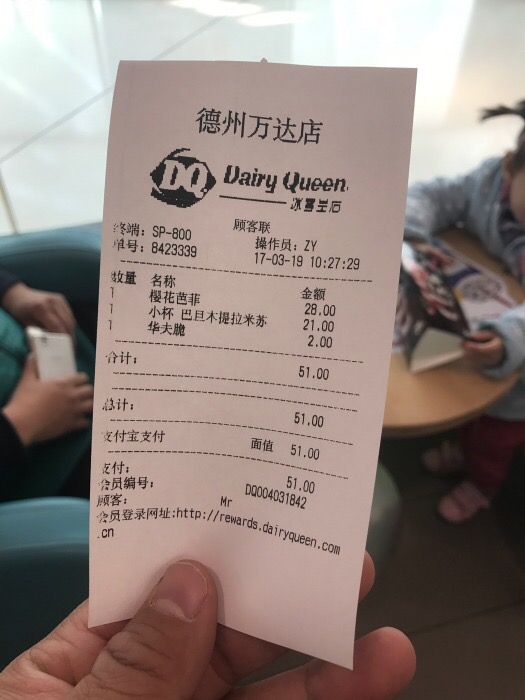 德州万达店
DQ Dairy Queen
冰雪皇后
顾客联
终端: SP-800 操作员: ZY
单号: 8423339 17-03-19 10:27:29
数量 名称 金额
1 樱花芭菲 28.00
1 小杯 巴旦木提拉米苏 21.00
1 华夫脆 2.00
合计: 51.00
总计: 51.00
支付宝支付 面值 51.00
支付: 51.00
会员编号: DQ004031842
顾客: Mr
会员登录网址:http://rewards.dairyqueen.com
.cn